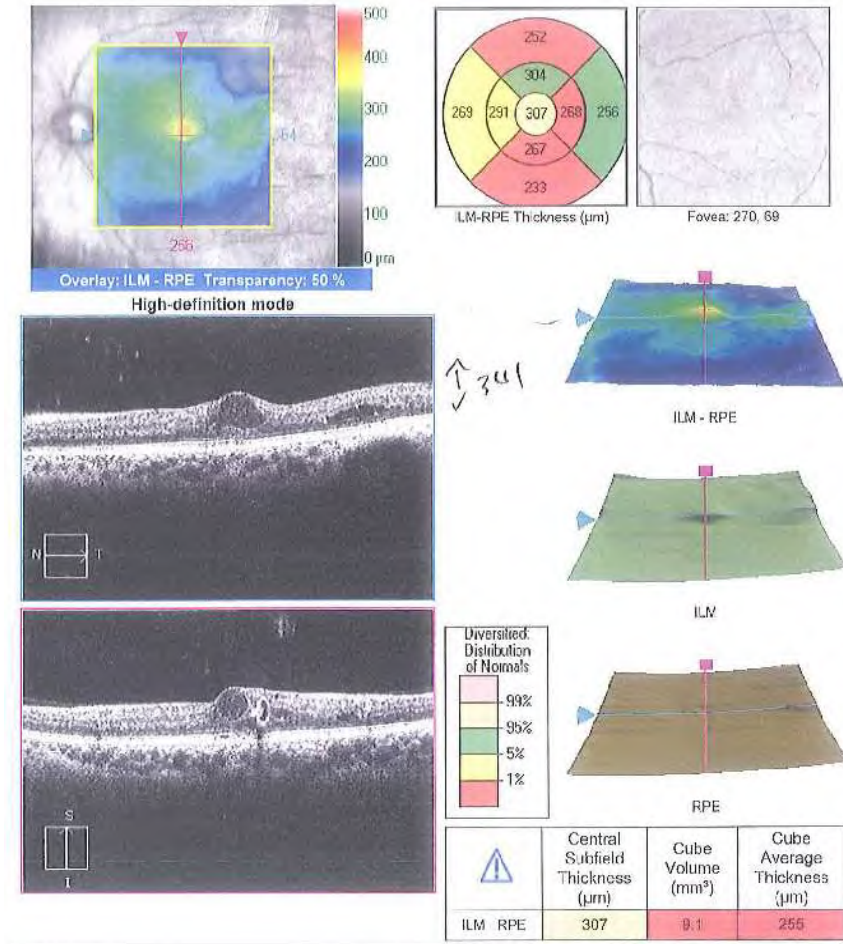 500
400
300
200
100
0 µm
64
256
Overlay: ILM - RPE Transparency: 50 %
High-definition mode
252
304
269
291
307
268
256
267
233
ILM-RPE Thickness (µm)
Fovea: 270, 69
341
ILM - RPE
N
T
ILM
Diversified:
Distribution
of Normals
99%
95%
5%
1%
RPE
S
I
Central
Subfield
Thickness
(µm)
Cube
Volume
(mm³)
Cube
Average
Thickness
(µm)
ILM RPE
307
9.1
255